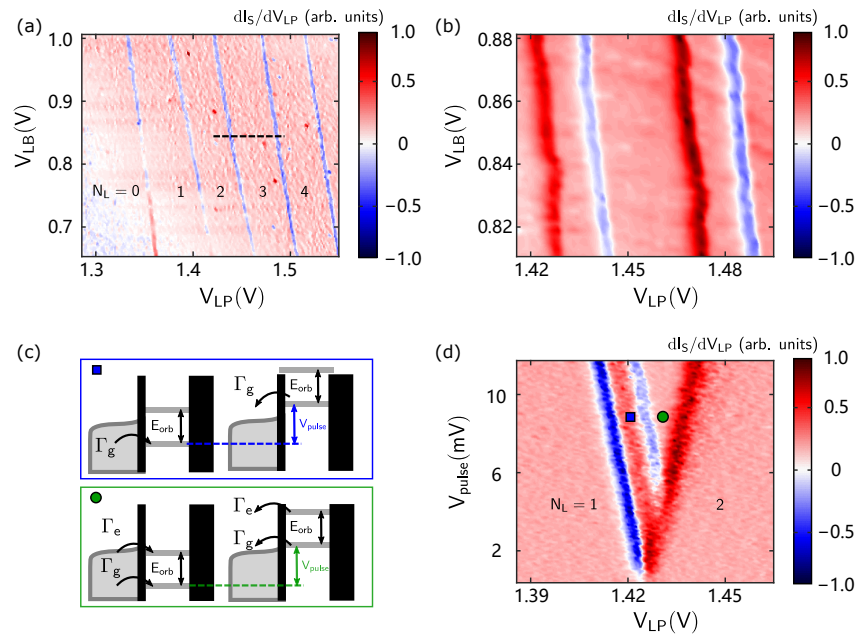 (a)
dI_S/dV_LP (arb. units)
V_LB(V)
1.0
0.9
0.8
0.7
N_L = 0
1
2
3
4
1.3
1.4
1.5
V_LP(V)
1.0
0.5
0
−0.5
−1.0
(b)
dI_S/dV_LP (arb. units)
V_LB(V)
0.88
0.86
0.84
0.82
1.42
1.45
1.48
V_LP(V)
1.0
0.5
0
−0.5
−1.0
(c)
Γ_g
E_orb
Γ_g
E_orb
V_pulse
Γ_e
Γ_g
E_orb
Γ_e
Γ_g
E_orb
V_pulse
(d)
dI_S/dV_LP (arb. units)
V_pulse(mV)
10
6
2
N_L = 1
2
1.39
1.42
1.45
V_LP(V)
1.0
0.5
0
−0.5
−1.0